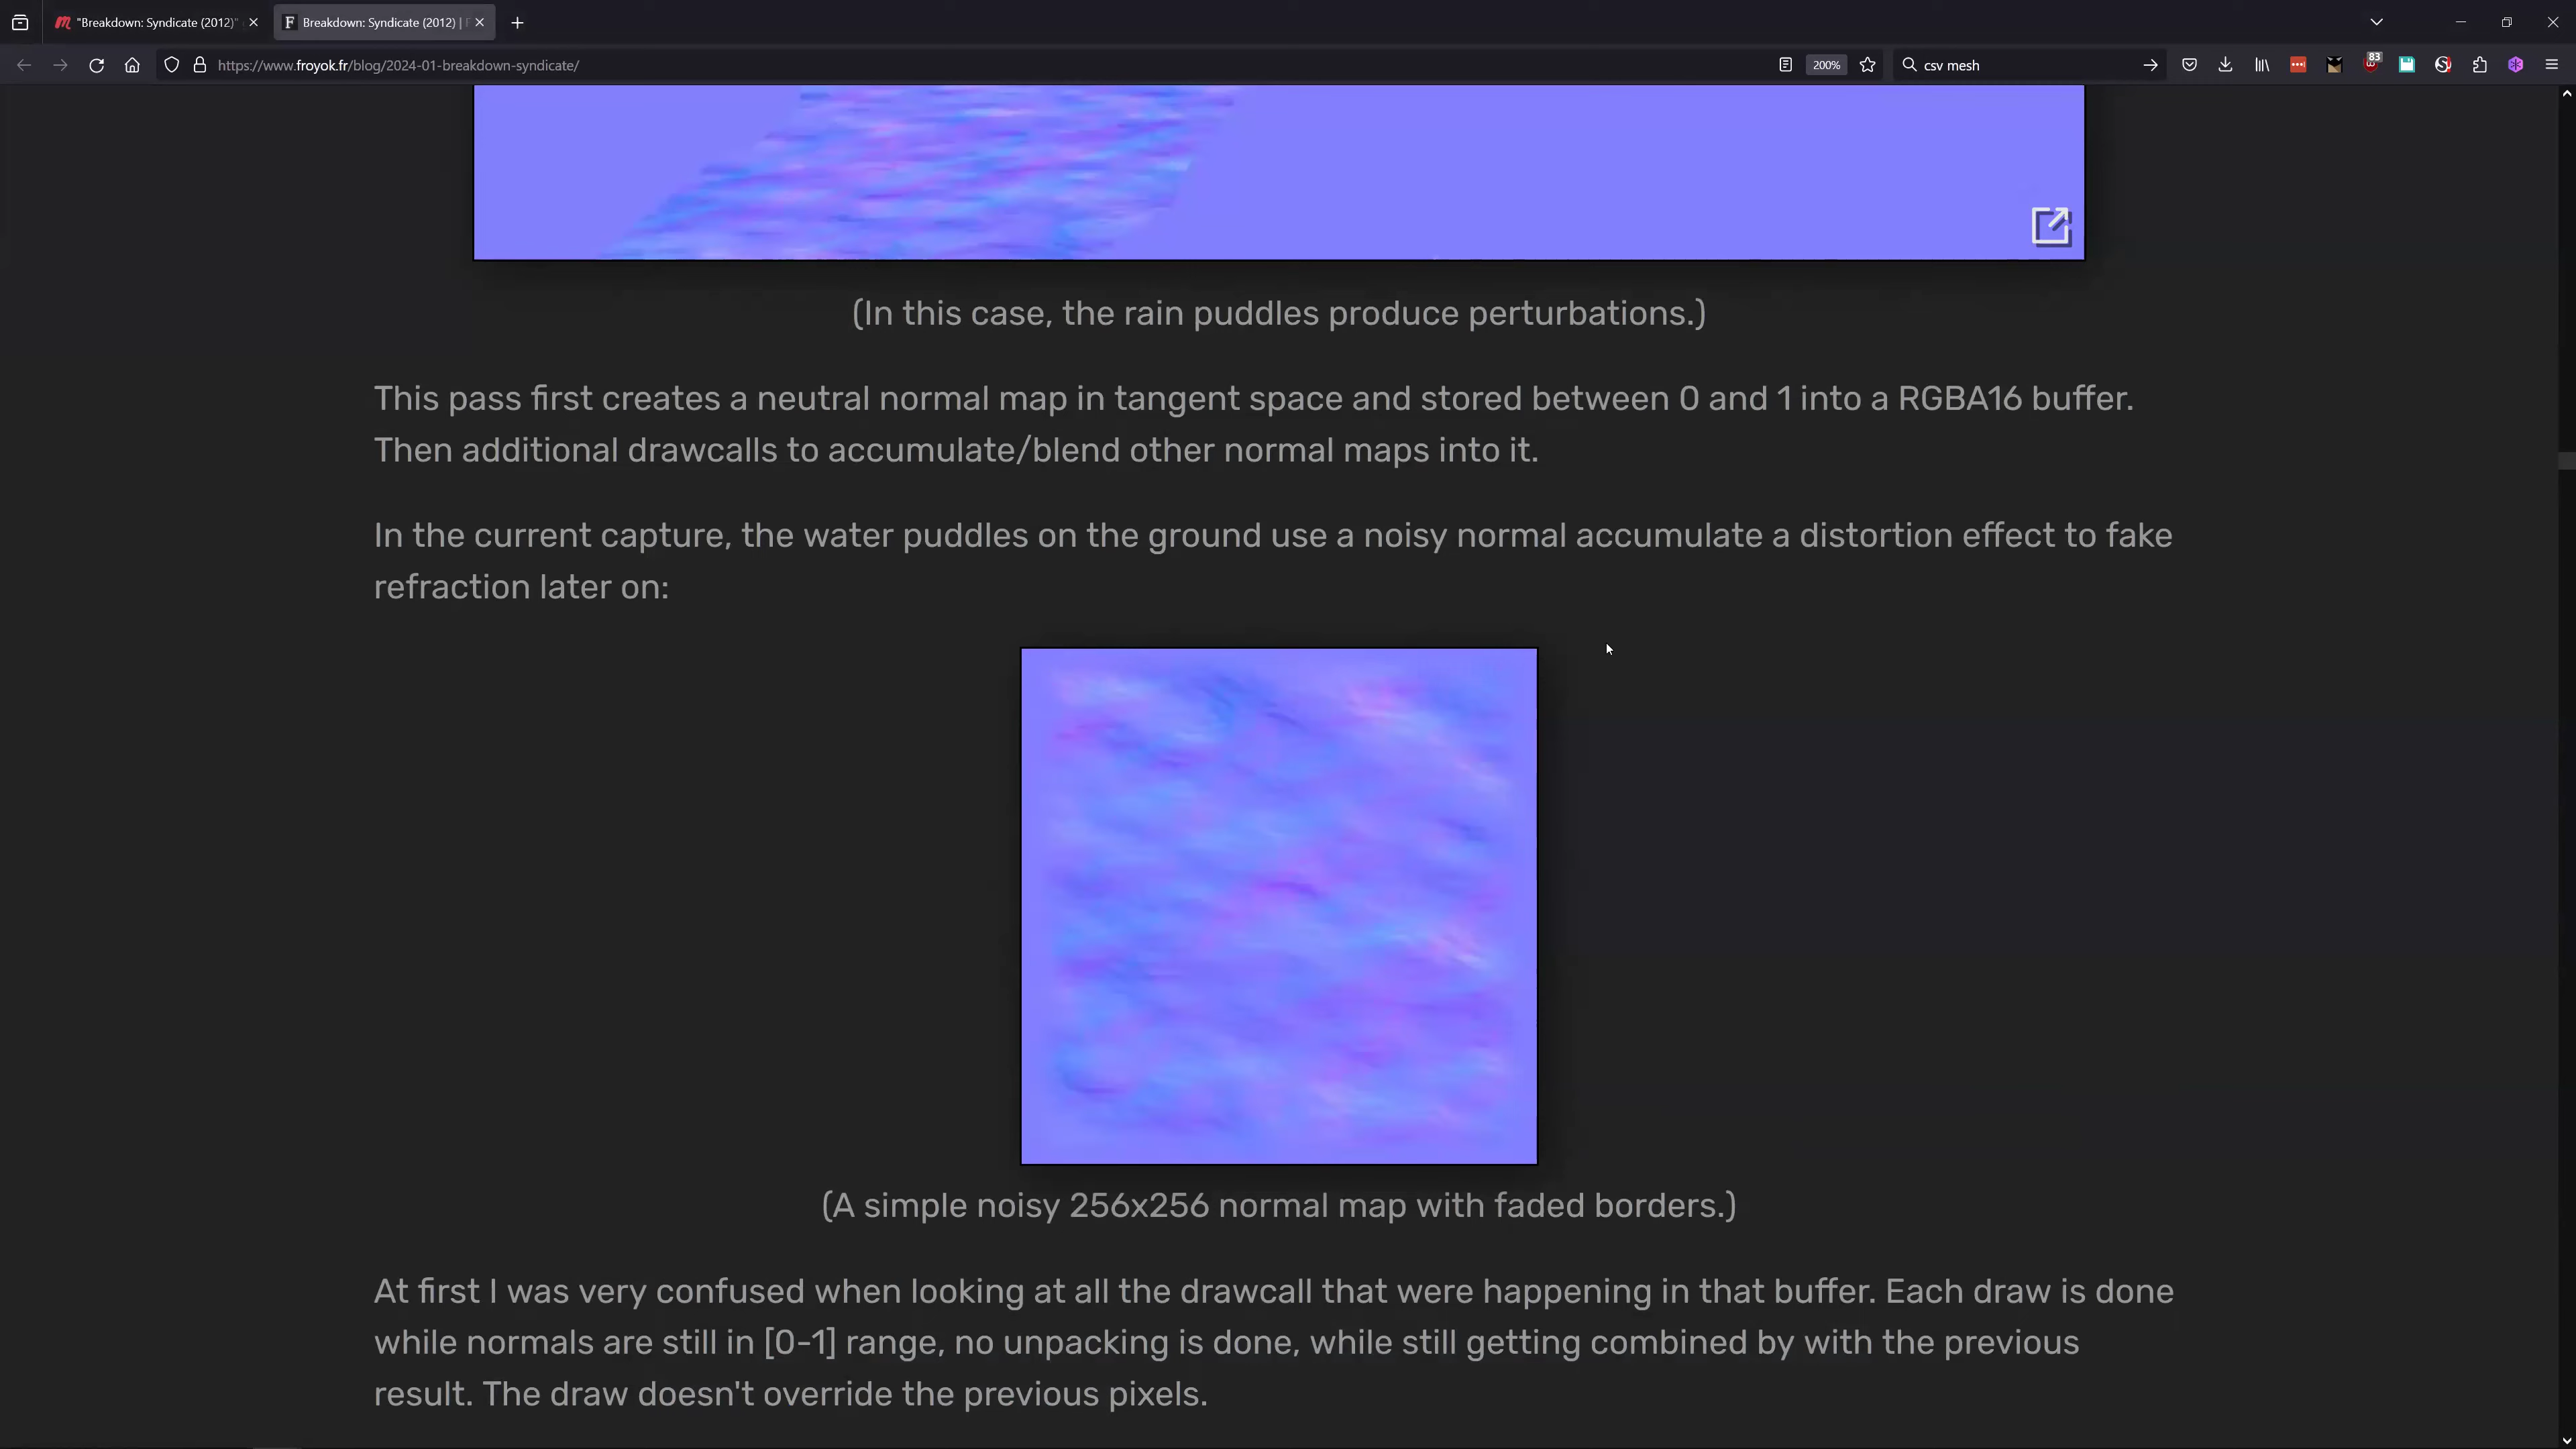 "Breakdown: Syndicate (2012)"
Breakdown: Syndicate (2012) |
https://www.froyok.fr/blog/2024-01-breakdown-syndicate/
200%
csv mesh
83
(In this case, the rain puddles produce perturbations.)
This pass first creates a neutral normal map in tangent space and stored between 0 and 1 into a RGBA16 buffer.
Then additional drawcalls to accumulate/blend other normal maps into it.
In the current capture, the water puddles on the ground use a noisy normal accumulate a distortion effect to fake
refraction later on:
(A simple noisy 256x256 normal map with faded borders.)
At first I was very confused when looking at all the drawcall that were happening in that buffer. Each draw is done
while normals are still in [0-1] range, no unpacking is done, while still getting combined by with the previous
result. The draw doesn't override the previous pixels.